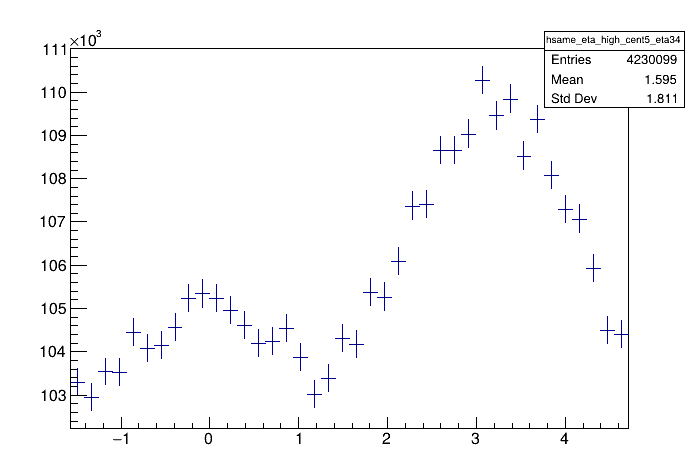 ×10³
hsame_eta_high_cent5_eta34
Entries 4230099
Mean 1.595
Std Dev 1.811
111
110
109
108
107
106
105
104
103
−1 0 1 2 3 4